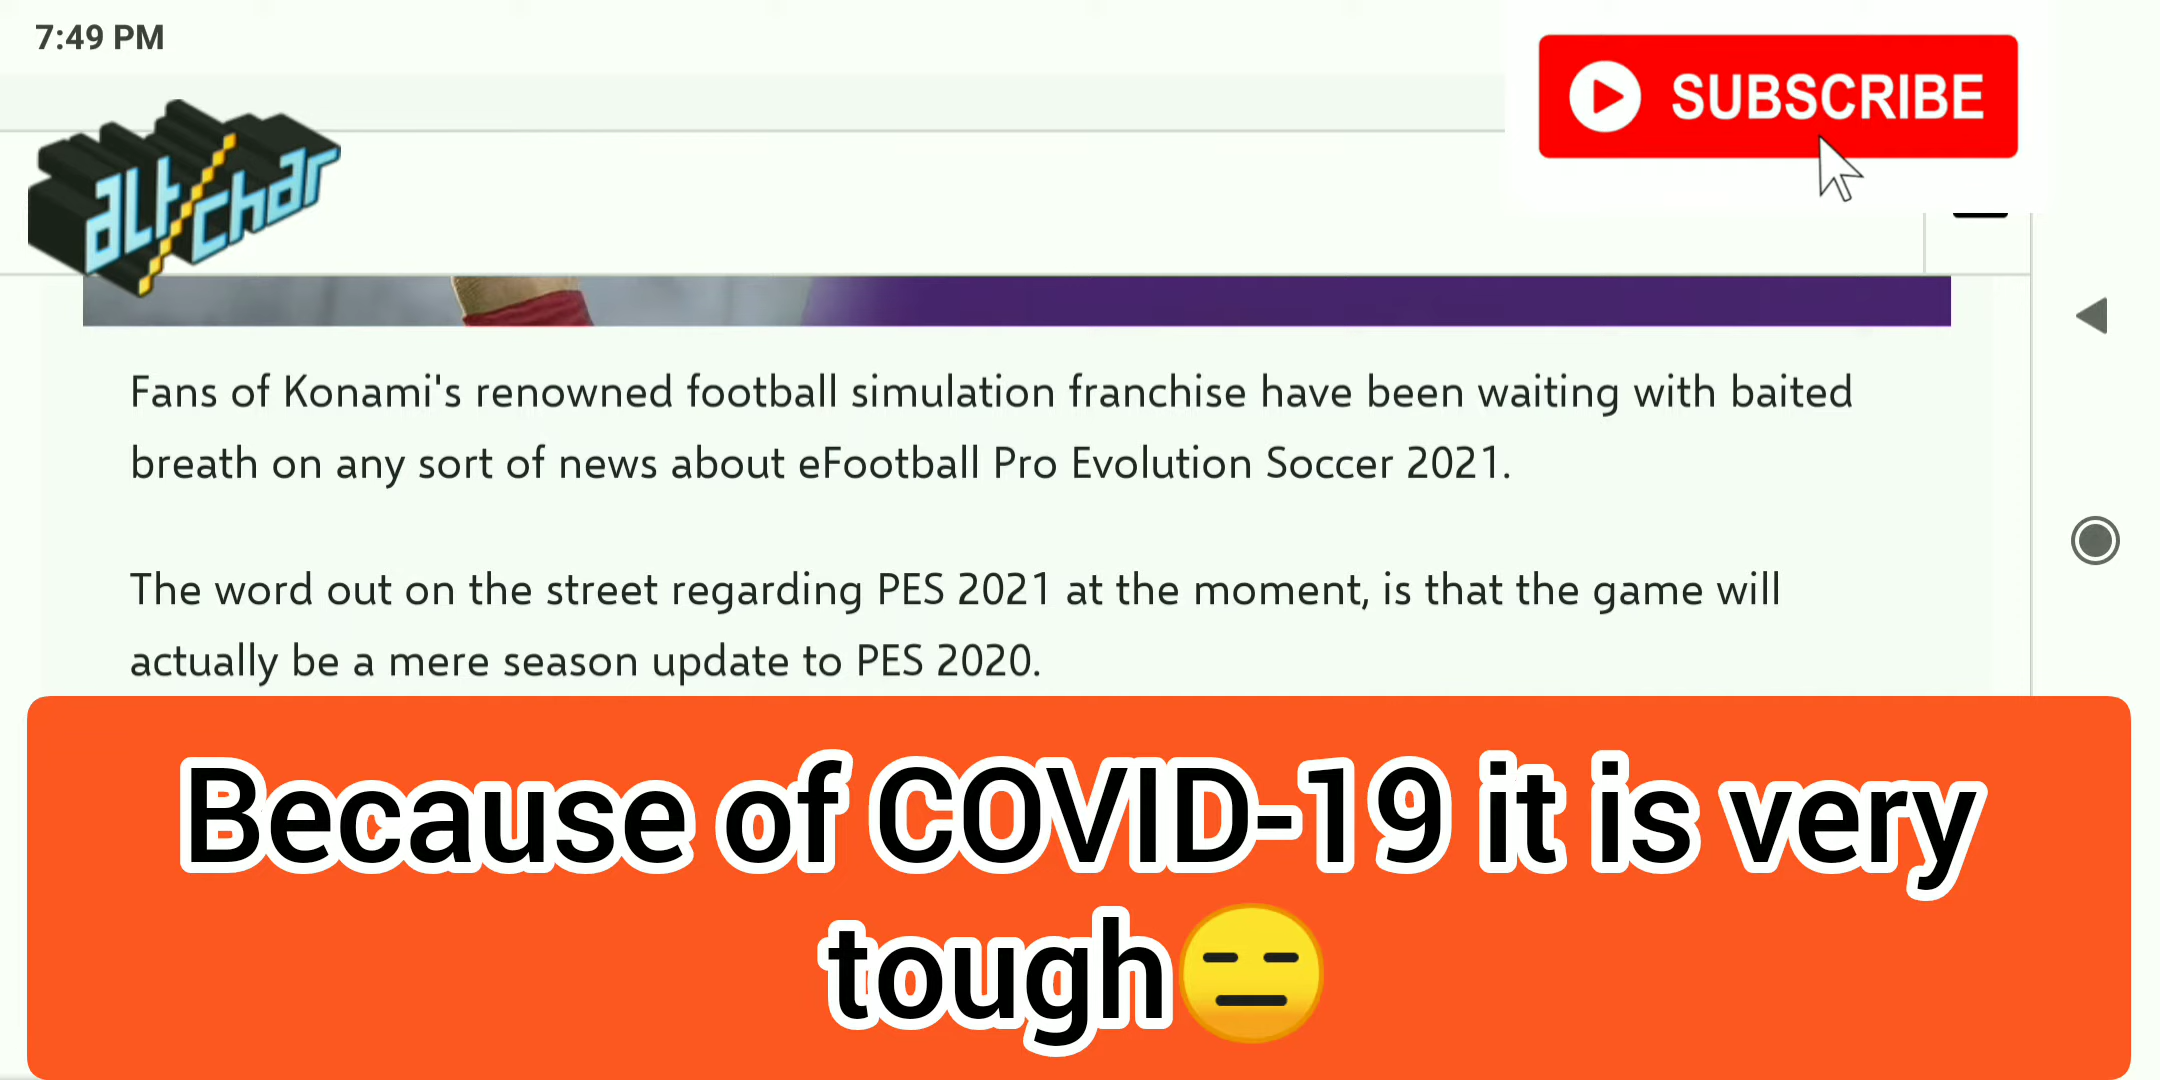 7:49 PM
SUBSCRIBE
alt/char
Fans of Konami's renowned football simulation franchise have been waiting with baited
breath on any sort of news about eFootball Pro Evolution Soccer 2021.
The word out on the street regarding PES 2021 at the moment, is that the game will
actually be a mere season update to PES 2020.
Because of COVID-19 it is very
tough😑